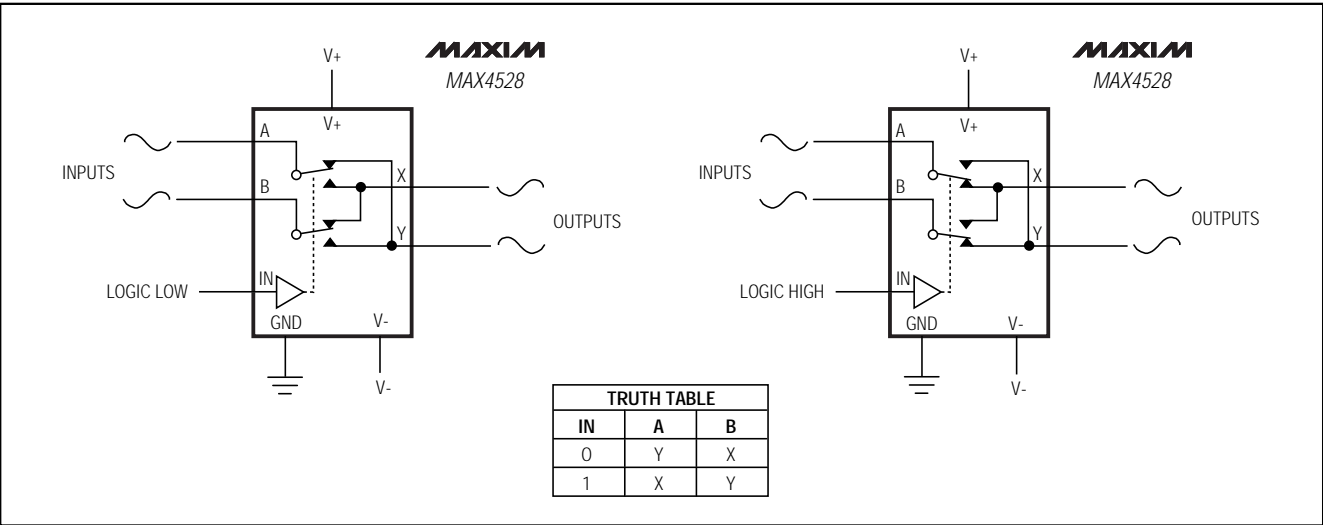 V+
MAXIM
MAX4528
V+
A
INPUTS
B
X
Y
OUTPUTS
LOGIC LOW
IN
GND
V-
V-
V+
MAXIM
MAX4528
V+
A
INPUTS
B
X
Y
OUTPUTS
LOGIC HIGH
IN
GND
V-
V-
TRUTH TABLE
IN A B
0 Y X
1 X Y